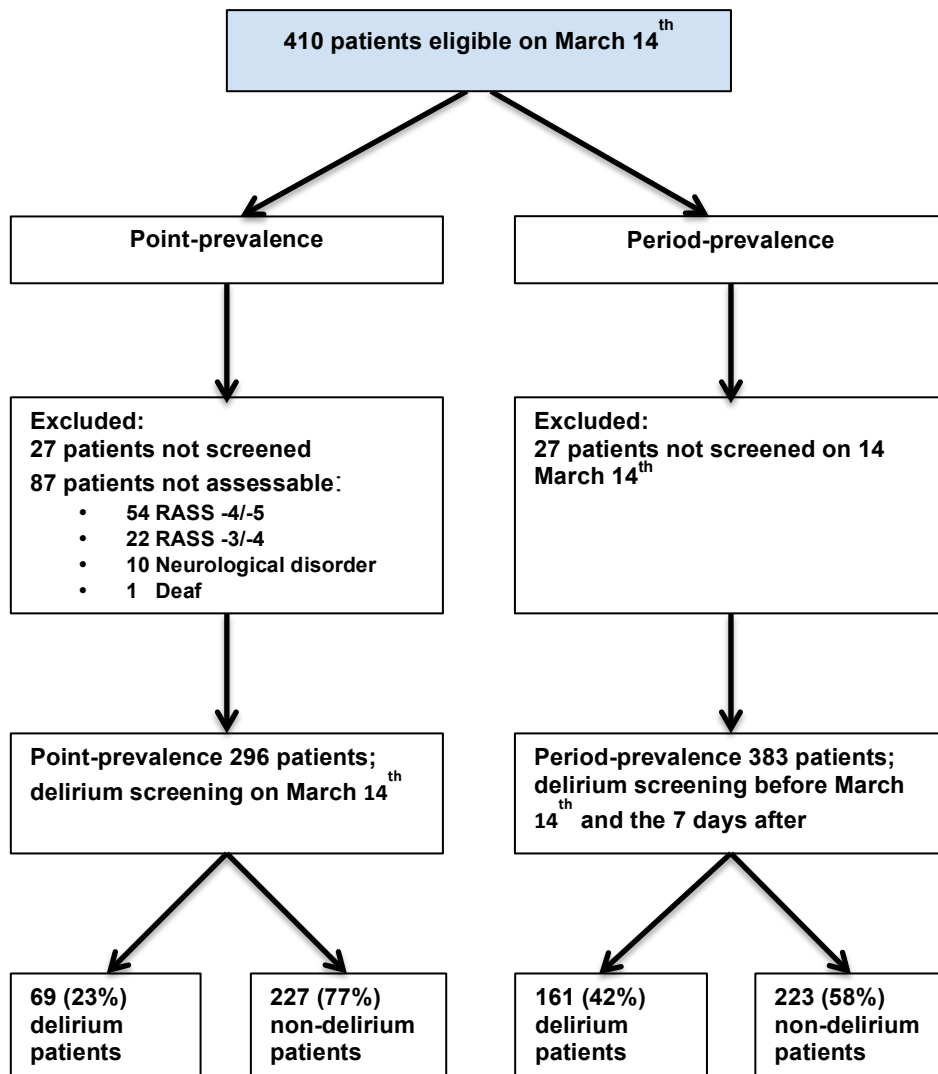 410 patients eligible on March 14th
Point-prevalence
Period-prevalence
Excluded:
27 patients not screened
87 patients not assessable:
• 54 RASS -4/-5
• 22 RASS -3/-4
• 10 Neurological disorder
• 1 Deaf
Excluded:
27 patients not screened on 14
March 14th
Point-prevalence 296 patients;
delirium screening on March 14th
Period-prevalence 383 patients;
delirium screening before March
14th and the 7 days after
69 (23%)
delirium
patients
227 (77%)
non-delirium
patients
161 (42%)
delirium
patients
223 (58%)
non-delirium
patients